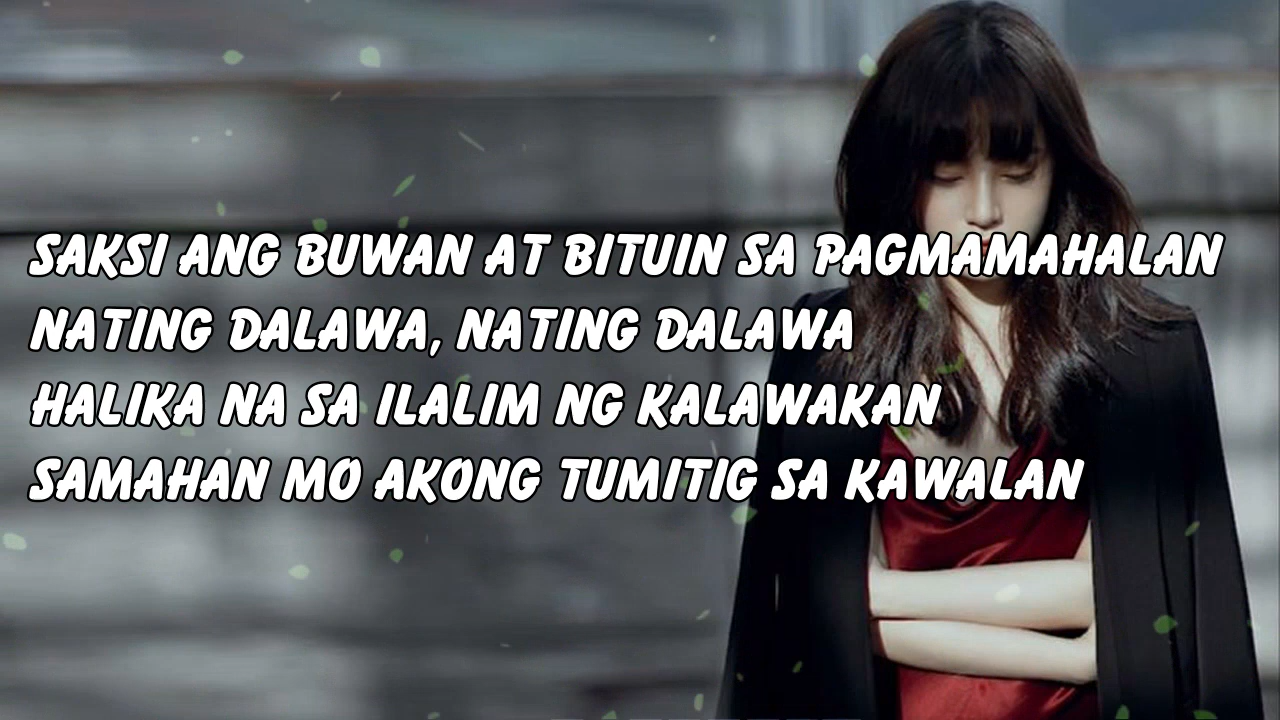 SAKSI ANG BUWAN AT BITUIN SA PAGMAMAHALAN
NATING DALAWA, NATING DALAWA
HALIKA NA SA ILALIM NG KALAWAKAN
SAMAHAN MO AKONG TUMITIG SA KAWALAN